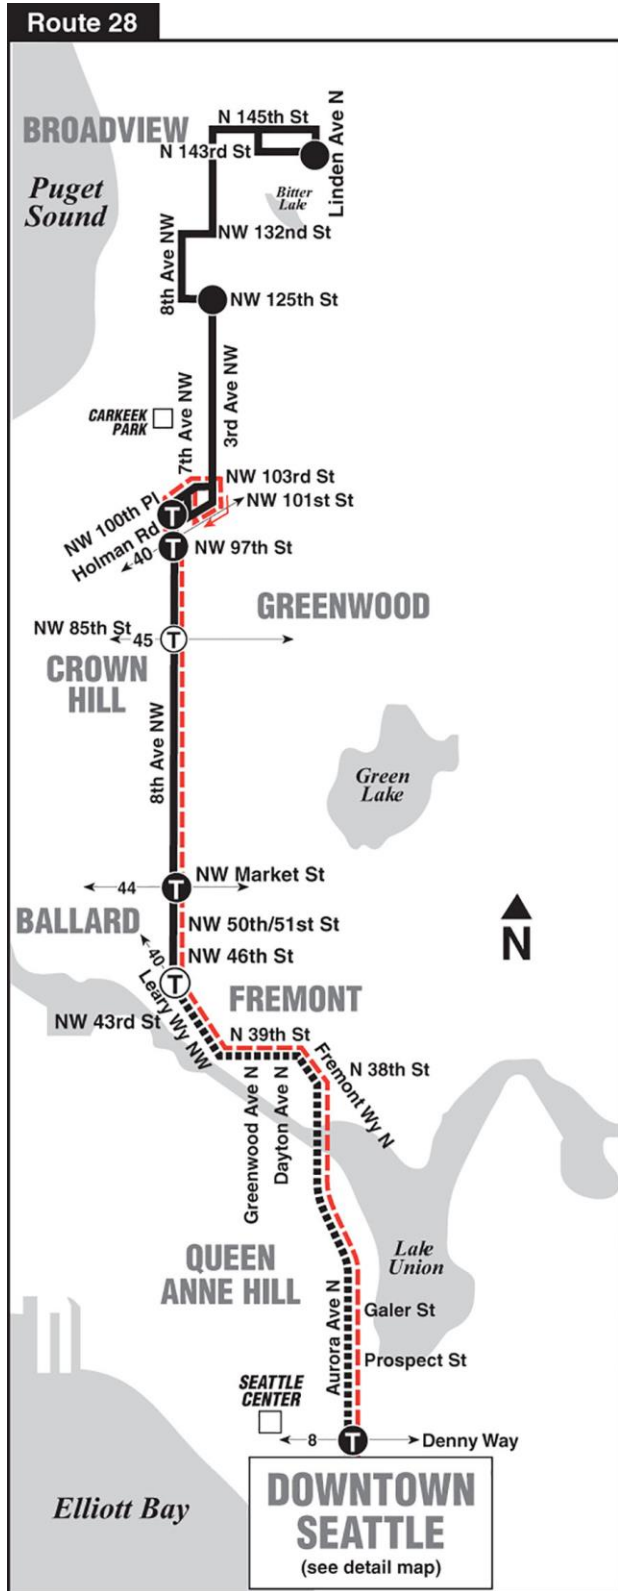 Route 28
N 145th St
BROADVIEW
N 143rd St
Linden Ave N
Puget
Sound
Bitter
Lake
8th Ave NW
NW 132nd St
NW 125th St
CARKEEK
PARK
7th Ave NW
3rd Ave NW
NW 103rd St
NW 101st St
NW 100th Pl
Holman Rd
T
40
T
NW 97th St
GREENWOOD
NW 85th St
45
T
CROWN
HILL
8th Ave NW
Green
Lake
NW Market St
44
T
BALLARD
NW 50th/51st St
N
40
NW 46th St
T
FREMONT
Leary Wy NW
NW 43rd St
N 39th St
Fremont Wy N
N 38th St
Greenwood Ave N
Dayton Ave N
QUEEN
ANNE HILL
Lake
Union
Aurora Ave N
Galer St
Prospect St
SEATTLE
CENTER
8
T
Denny Way
DOWNTOWN
SEATTLE
(see detail map)
Elliott Bay